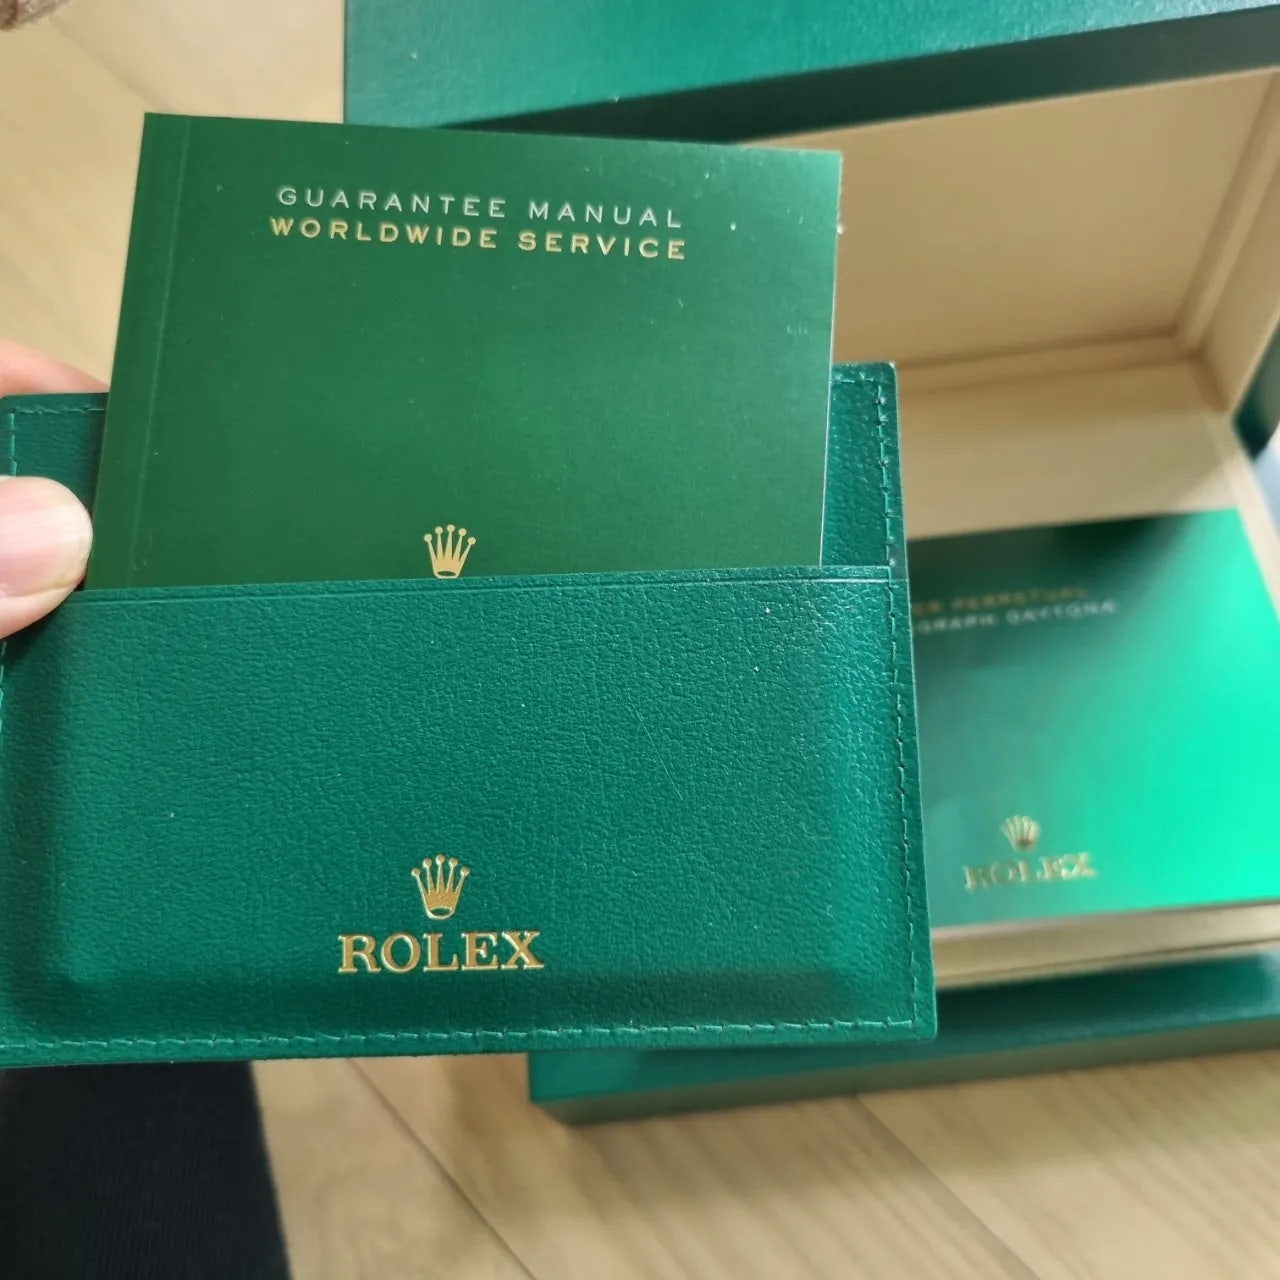 GUARANTEE MANUAL
WORLDWIDE SERVICE
ROLEX
PERPETUAL
DAYTONA
ROLEX